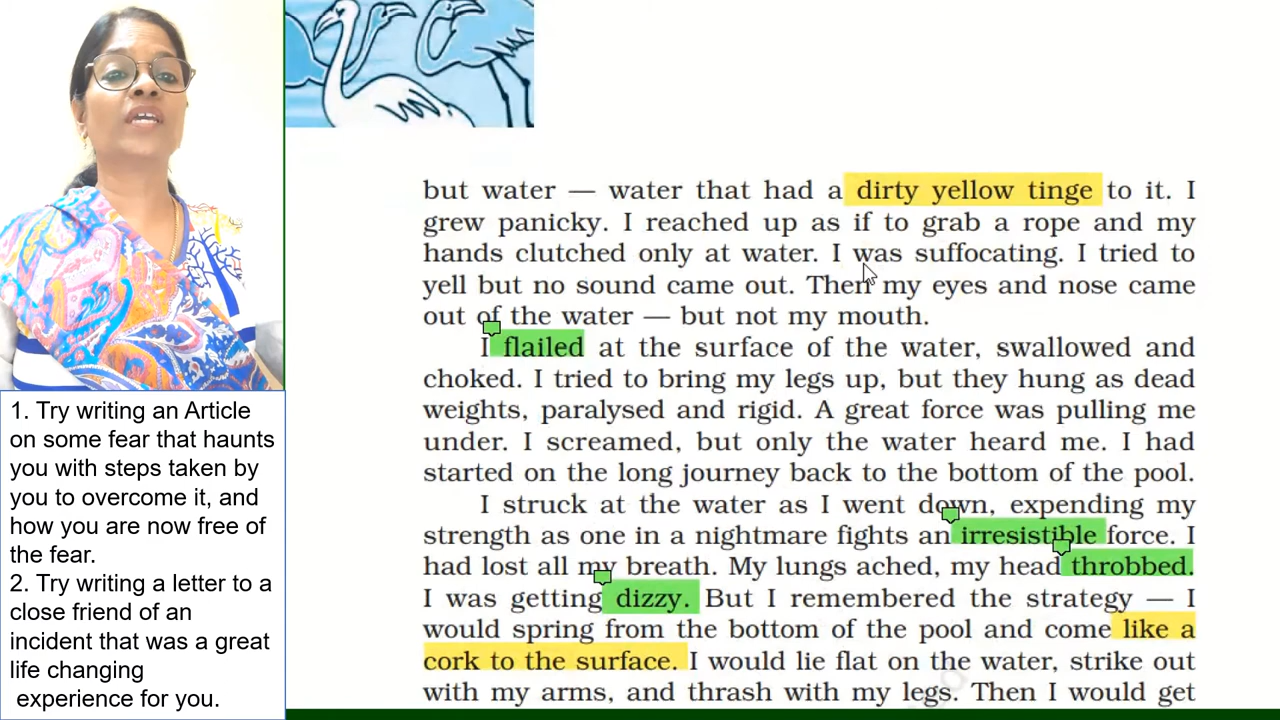 but water — water that had a dirty yellow tinge to it. I
grew panicky. I reached up as if to grab a rope and my
hands clutched only at water. I was suffocating. I tried to
yell but no sound came out. Then my eyes and nose came
out of the water — but not my mouth.
I flailed at the surface of the water, swallowed and
choked. I tried to bring my legs up, but they hung as dead
weights, paralysed and rigid. A great force was pulling me
under. I screamed, but only the water heard me. I had
started on the long journey back to the bottom of the pool.
I struck at the water as I went down, expending my
strength as one in a nightmare fights an irresistible force. I
had lost all my breath. My lungs ached, my head throbbed.
I was getting dizzy. But I remembered the strategy — I
would spring from the bottom of the pool and come like a
cork to the surface. I would lie flat on the water, strike out
with my arms, and thrash with my legs. Then I would get
1. Try writing an Article
on some fear that haunts
you with steps taken by
you to overcome it, and
how you are now free of
the fear.
2. Try writing a letter to a
close friend of an
incident that was a great
life changing
experience for you.